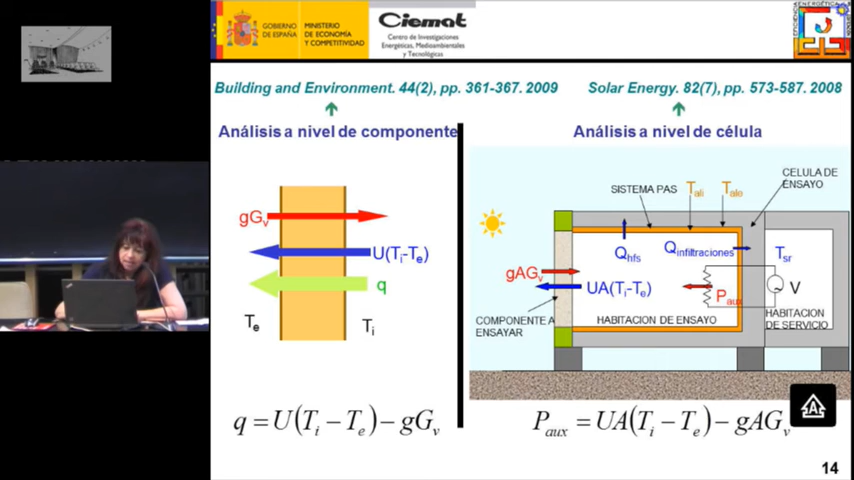 GOBIERNO
DE ESPAÑA
MINISTERIO
DE ECONOMÍA
Y COMPETITIVIDAD
Ciemat
Centro de Investigaciones
Energéticas, Medioambientales
y Tecnológicas
Building and Environment. 44(2), pp. 361-367. 2009
Solar Energy. 82(7), pp. 573-587. 2008
Análisis a nivel de componente
Análisis a nivel de célula
gGv
U(Ti-Te)
q
Te
Ti
q = U(Ti − Te) − gGv
SISTEMA PAS
Tali
Talo
CELULA DE
ENSAYO
Qhfs
Qinfiltraciones
Tsr
gAGv
UA(Ti-Te)
Paux
V
COMPONENTE A
ENSAYAR
HABITACION DE ENSAYO
HABITACION
DE SERVICIO
Paux = UA(Ti − Te) − gAGv
14